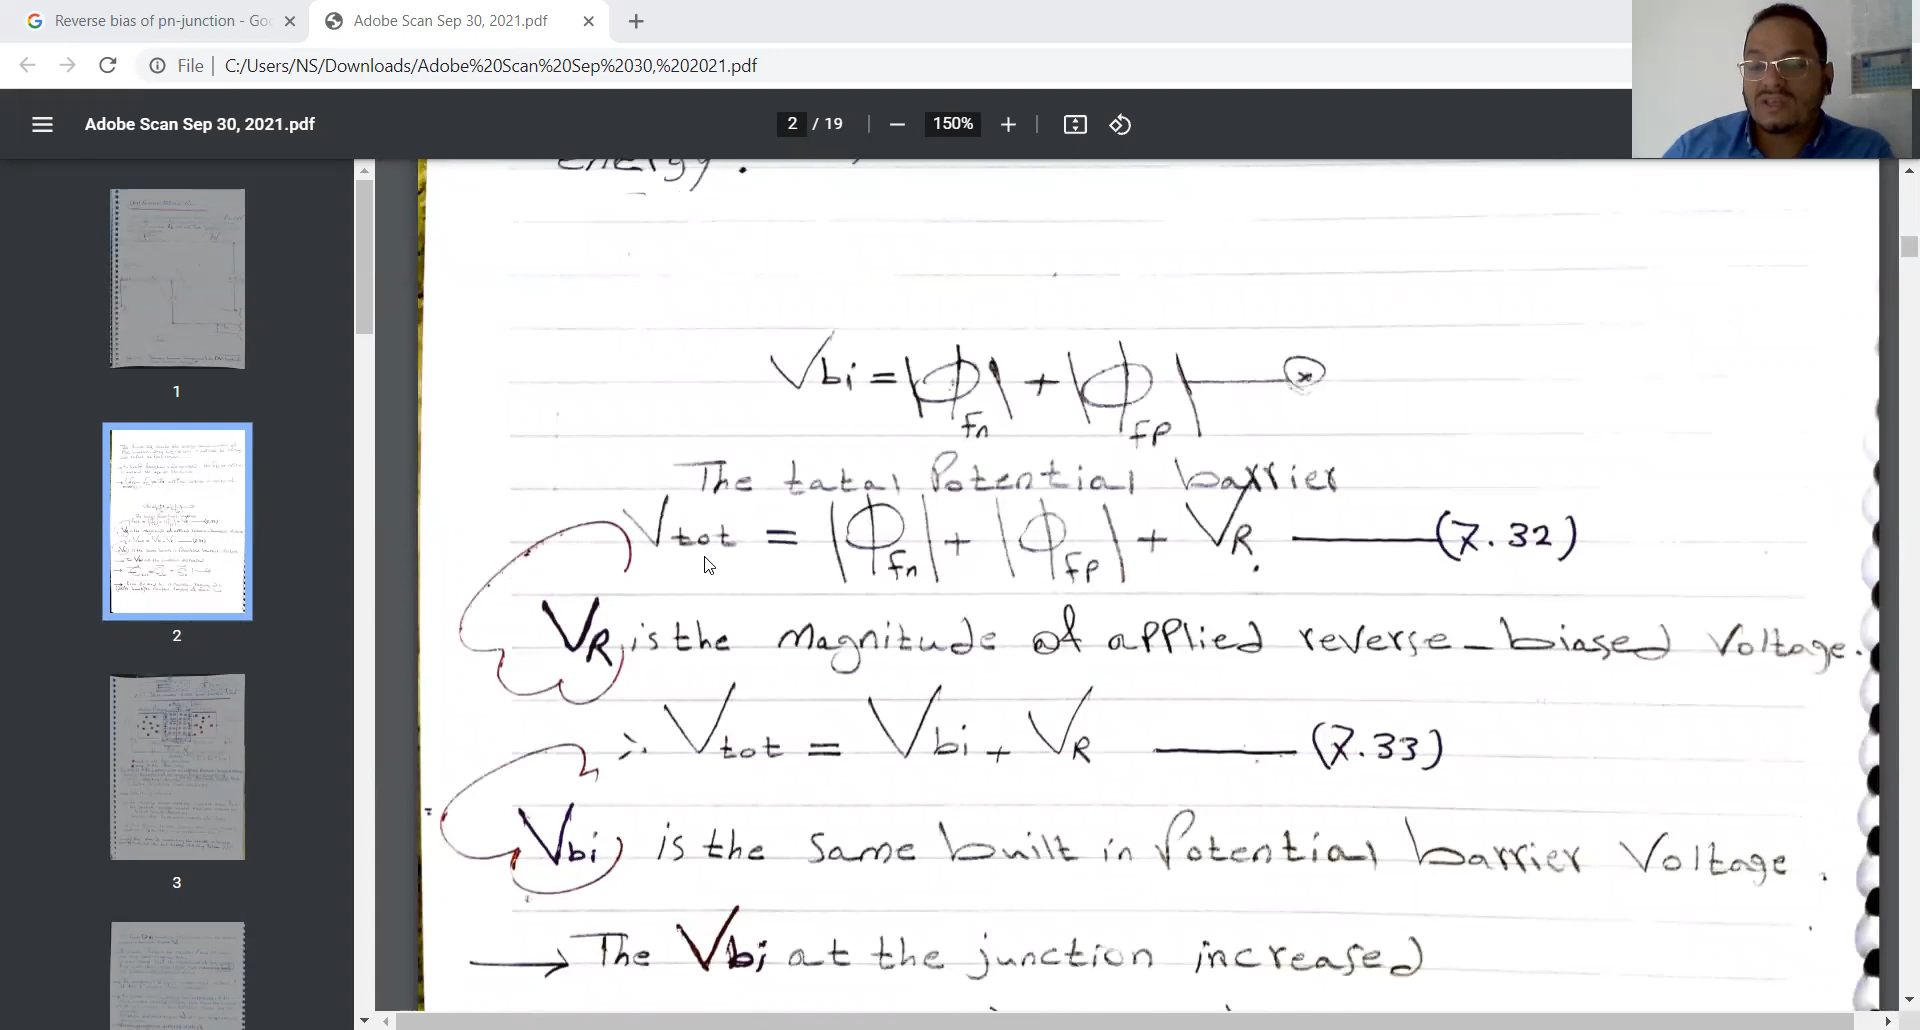 Reverse bias of pn-junction - Goo
Adobe Scan Sep 30, 2021.pdf
File | C:/Users/NS/Downloads/Adobe%20Scan%20Sep%2030,%202021.pdf
Adobe Scan Sep 30, 2021.pdf
2 / 19
150%
energy.
Vbi = |Φfn| + |Φfp| — ⊗
The tatal Potential barrier
Vtot = |Φfn| + |Φfp| + VR. — (7.32)
VR is the magnitude of applied reverse-biased Voltage.
∴ Vtot = Vbi + VR — (7.33)
Vbi is the same built in Potential barrier Voltage.
→ The Vbi at the junction increased
1
2
3